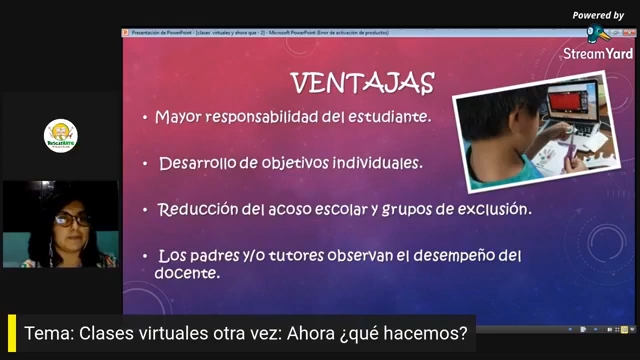 Powered by
StreamYard
Presentación de PowerPoint - [clases virtuales y ahora que - 2] - Microsoft PowerPoint (Error de activación de productos)
VENTAJAS
• Mayor responsabilidad del estudiante.
• Desarrollo de objetivos individuales.
• Reducción del acoso escolar y grupos de exclusión.
• Los padres y/o tutores observan el desempeño del
docente.
Tema: Clases virtuales otra vez: Ahora ¿qué hacemos?